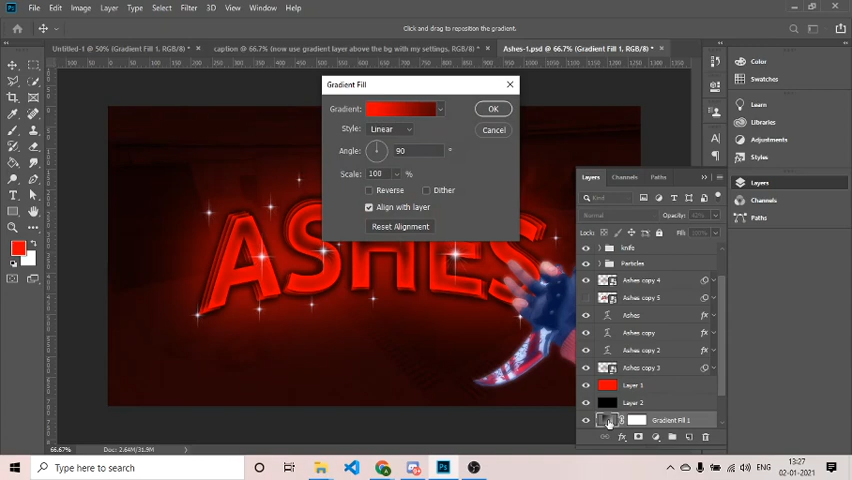 File Edit Image Layer Type Select Filter 3D View Window Help
Click and drag to reposition the gradient.
Untitled-1 @ 50% (Gradient Fill 1, RGB/8) * ×
caption @ 66.7% (now use gradient layer above the bg with my settings, RGB/8) * ×
Ashes-1.psd @ 66.7% (Gradient Fill 1, RGB/8) * ×
Gradient Fill
Gradient:
OK
Style: Linear
Cancel
Angle: 90 °
Scale: 100 %
Reverse Dither
Align with layer
Reset Alignment
ASHES
Color
Swatches
Learn
Libraries
Adjustments
Styles
Layers
Channels
Paths
Layers Channels Paths
Kind
Normal Opacity: 42%
Lock: Fill: 100%
knife
Particles
Ashes copy 4
Ashes copy 5
Ashes fx
Ashes copy fx
Ashes copy 2 fx
Ashes copy 3
Layer 1
Layer 2
Gradient Fill 1
66.67% Doc: 2.64M/31.9M
Type here to search
ENG
13:27
02-01-2021